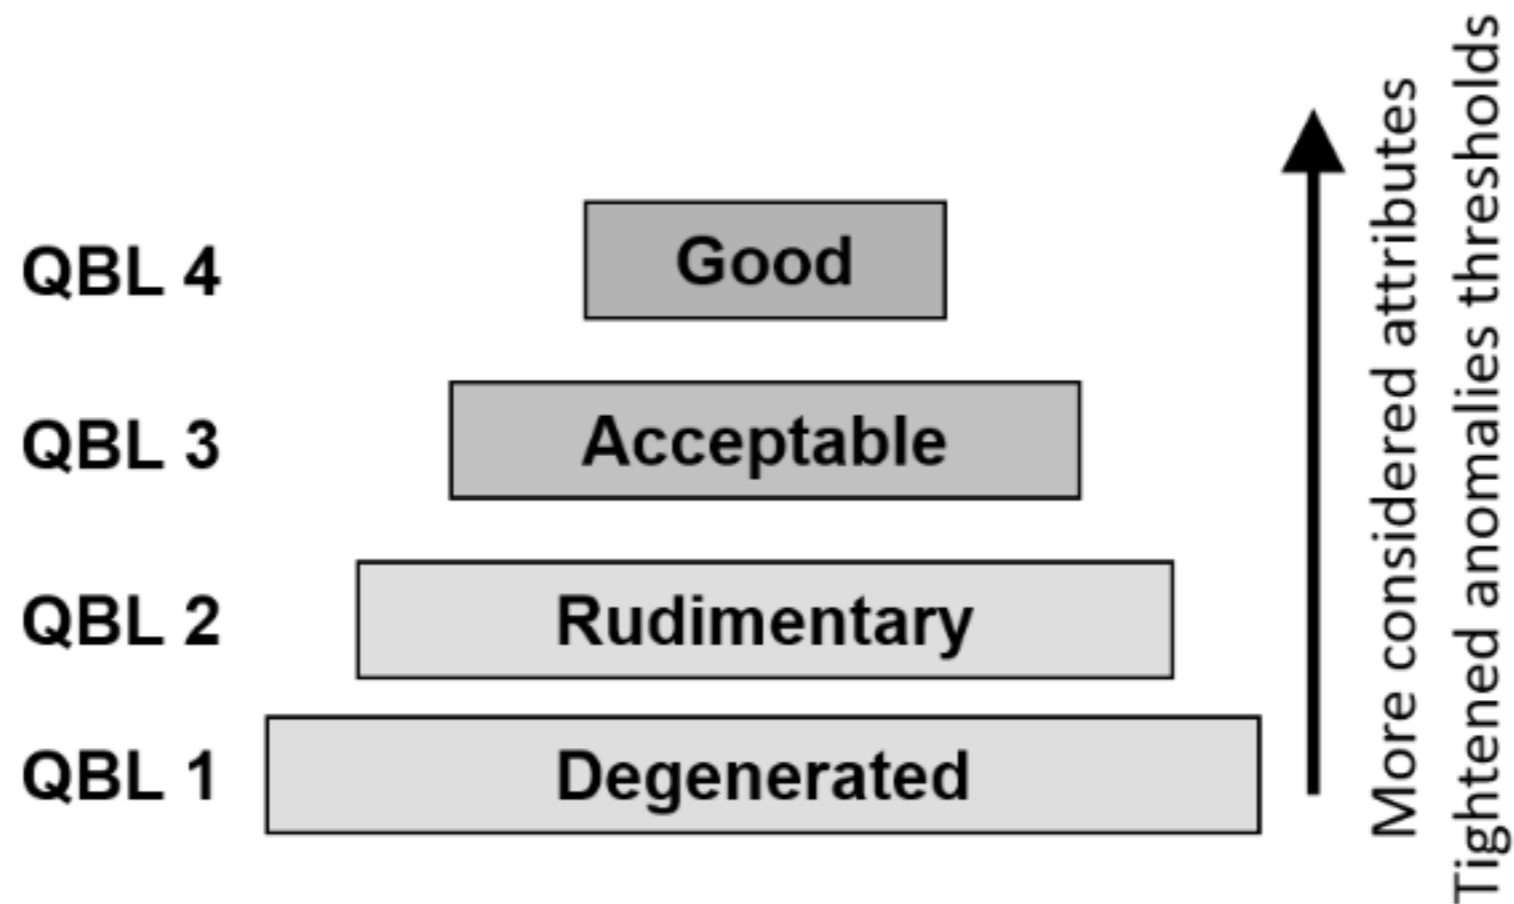 QBL 4
Good
QBL 3
Acceptable
QBL 2
Rudimentary
QBL 1
Degenerated
More considered attributes
Tightened anomalies thresholds